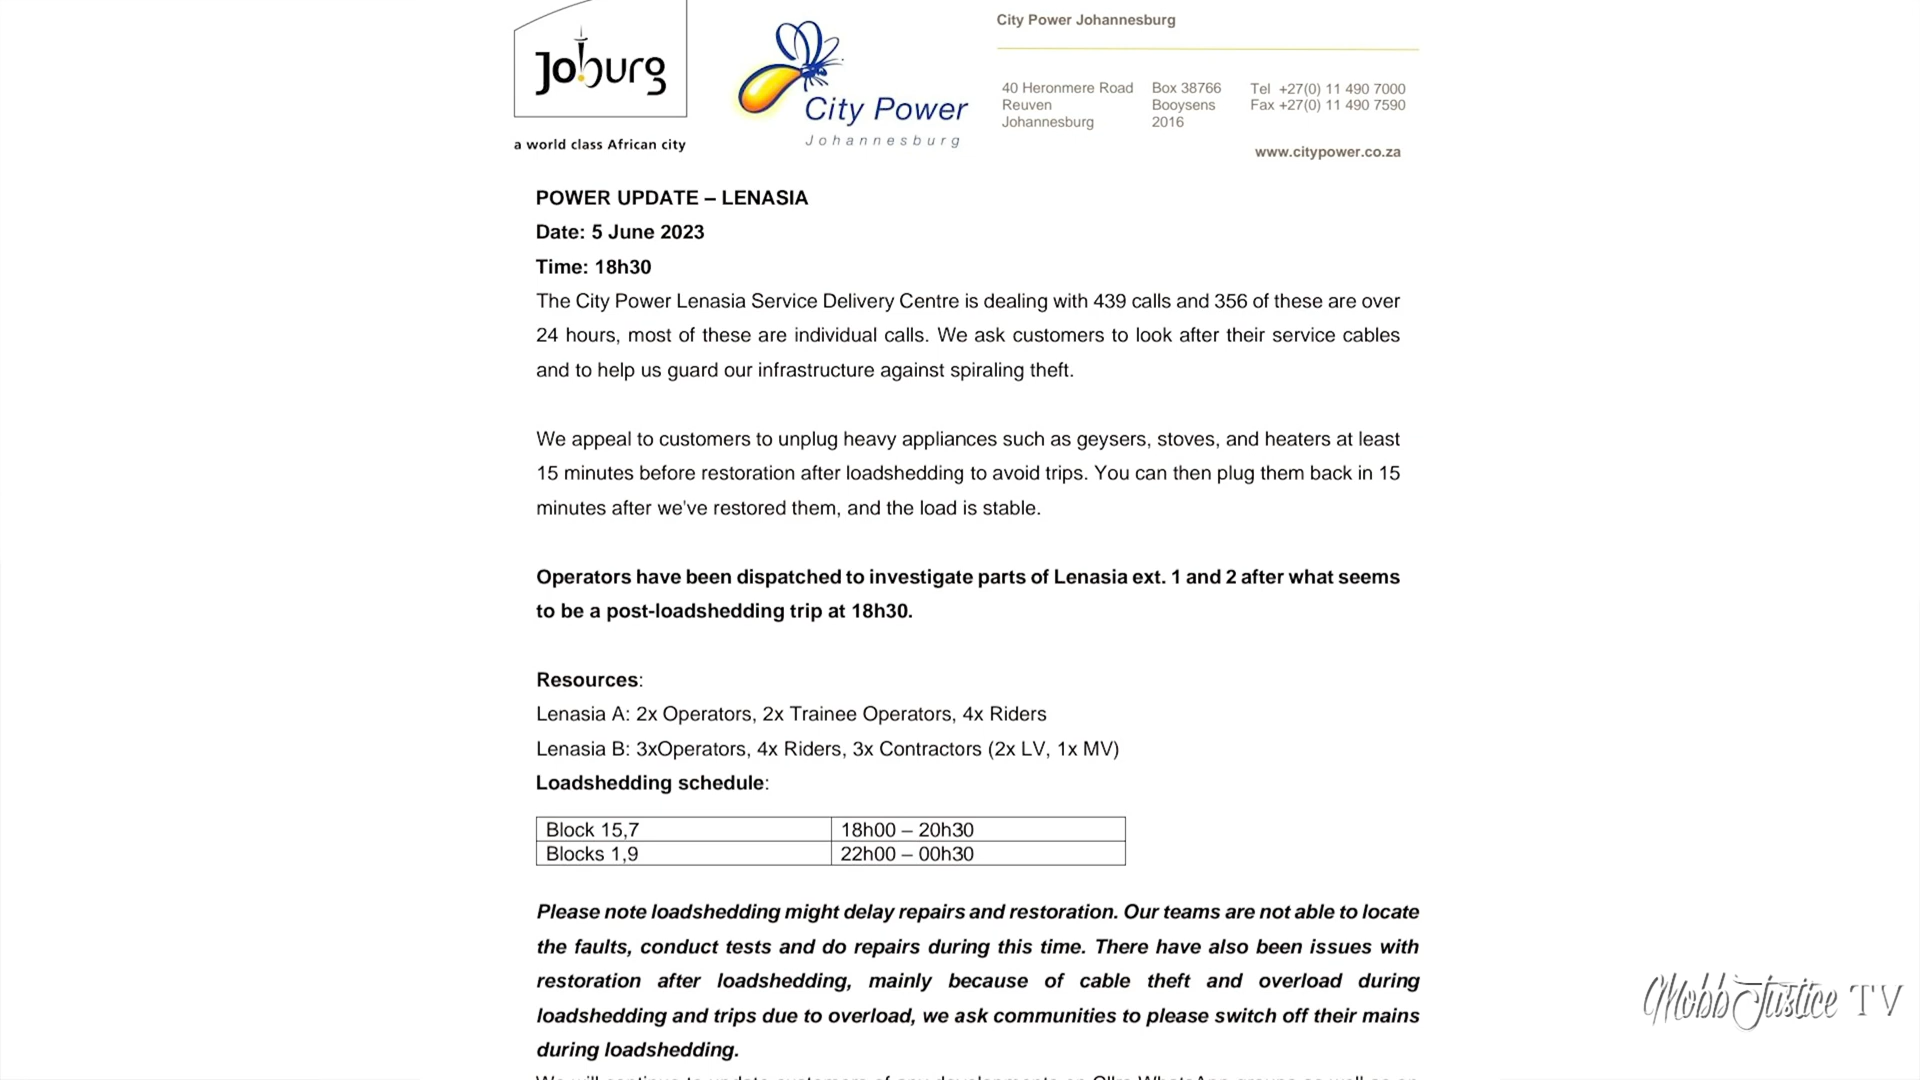 Joburg
a world class African city
City Power
Johannesburg
City Power Johannesburg
40 Heronmere Road
Reuven
Johannesburg
Box 38766
Booysens
2016
Tel +27(0) 11 490 7000
Fax +27(0) 11 490 7590
www.citypower.co.za
POWER UPDATE – LENASIA
Date: 5 June 2023
Time: 18h30
The City Power Lenasia Service Delivery Centre is dealing with 439 calls and 356 of these are over
24 hours, most of these are individual calls. We ask customers to look after their service cables
and to help us guard our infrastructure against spiraling theft.
We appeal to customers to unplug heavy appliances such as geysers, stoves, and heaters at least
15 minutes before restoration after loadshedding to avoid trips. You can then plug them back in 15
minutes after we've restored them, and the load is stable.
Operators have been dispatched to investigate parts of Lenasia ext. 1 and 2 after what seems
to be a post-loadshedding trip at 18h30.
Resources:
Lenasia A: 2x Operators, 2x Trainee Operators, 4x Riders
Lenasia B: 3xOperators, 4x Riders, 3x Contractors (2x LV, 1x MV)
Loadshedding schedule:
Block 15,7 18h00 – 20h30
Blocks 1,9 22h00 – 00h30
Please note loadshedding might delay repairs and restoration. Our teams are not able to locate
the faults, conduct tests and do repairs during this time. There have also been issues with
restoration after loadshedding, mainly because of cable theft and overload during
loadshedding and trips due to overload, we ask communities to please switch off their mains
during loadshedding.
MobbJustice TV